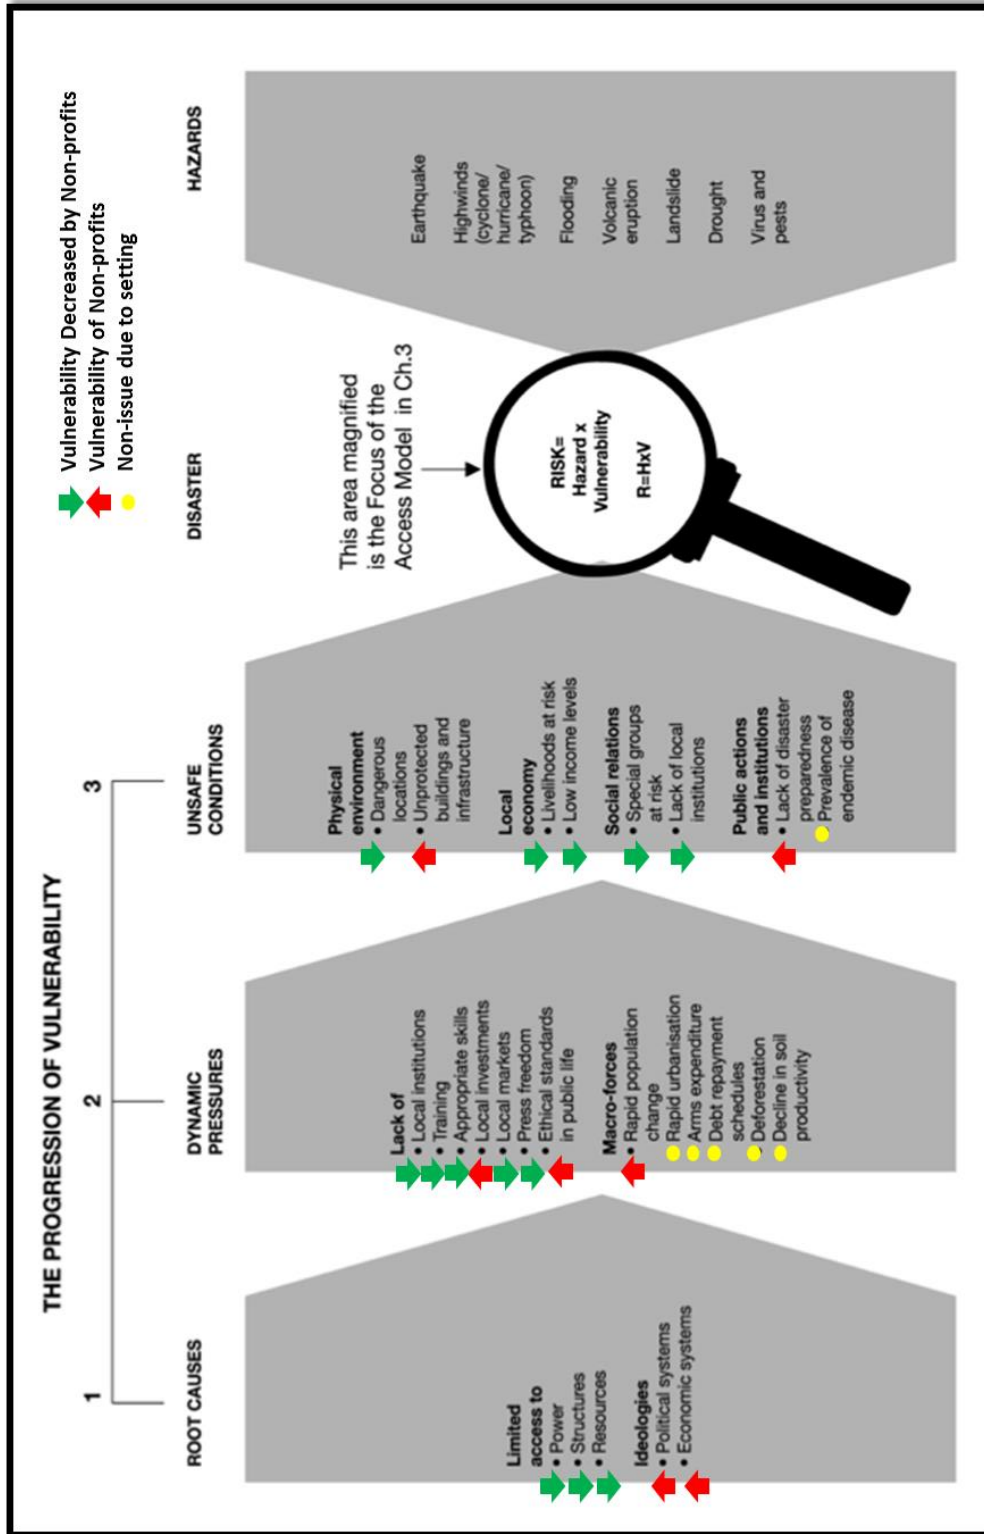 Vulnerability Decreased by Non-profits
Vulnerability of Non-profits
Non-issue due to setting
THE PROGRESSION OF VULNERABILITY
1
2
3
ROOT CAUSES
DYNAMIC
PRESSURES
UNSAFE
CONDITIONS
DISASTER
HAZARDS
Limited
access to
• Power
• Structures
• Resources
Ideologies
• Political systems
• Economic systems
Lack of
• Local institutions
• Training
• Appropriate skills
• Local investments
• Local markets
• Press freedom
• Ethical standards
in public life
Macro-forces
• Rapid population
change
Rapid urbanisation
Arms expenditure
Debt repayment
schedules
Deforestation
Decline in soil
productivity
Physical
environment
• Dangerous
locations
• Unprotected
buildings and
infrastructure
Local
economy
• Livelihoods at risk
• Low income levels
Social relations
• Special groups
at risk
• Lack of local
institutions
Public actions
and institutions
• Lack of disaster
preparedness
Prevalence of
endemic disease
This area magnified
is the Focus of the
Access Model in Ch.3
RISK=
Hazard x
Vulnerability
R=HxV
Earthquake
Highwinds
(cyclone/
hurricane/
typhoon)
Flooding
Volcanic
eruption
Landslide
Drought
Virus and
pests